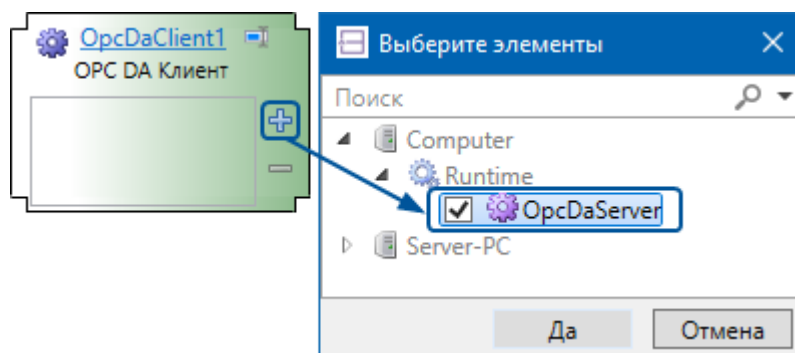 OpcDaClient1
OPC DA Клиент
Выберите элементы
Поиск
Computer
Runtime
OpcDaServer
Server-PC
Да
Отмена